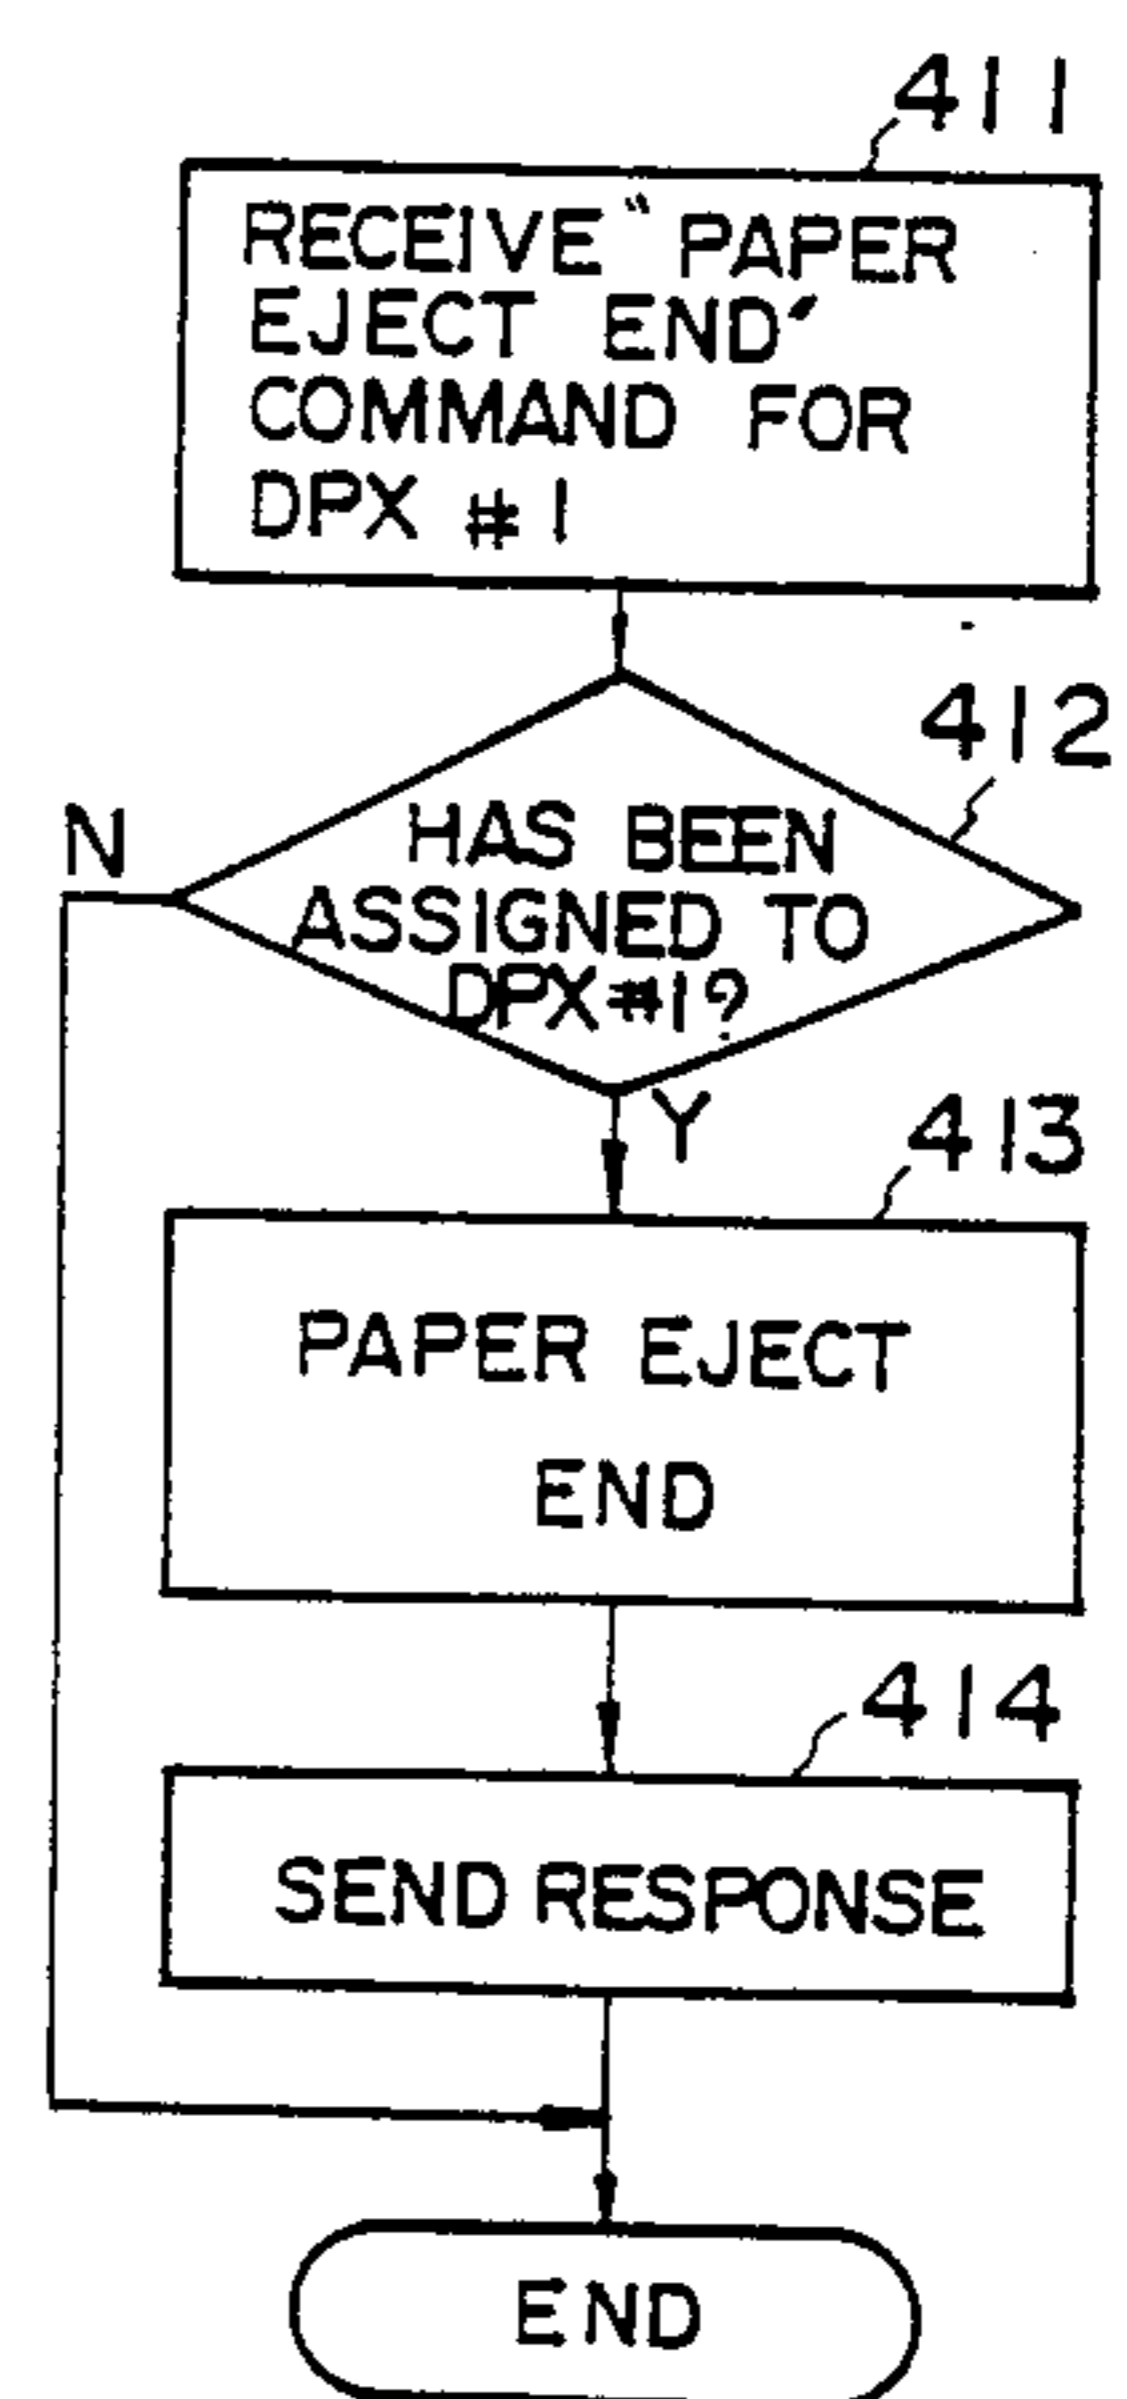 411
RECEIVE "PAPER
EJECT END"
COMMAND FOR
DPX #1
412
N
HAS BEEN
ASSIGNED TO
DPX#1?
Y
413
PAPER EJECT
END
414
SEND RESPONSE
END